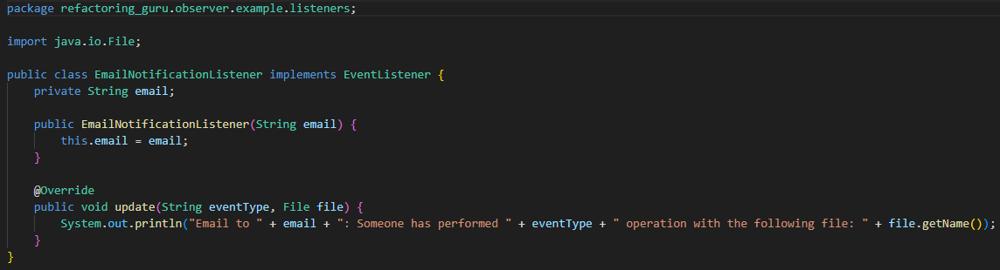 package refactoring_guru.observer.example.listeners;
import java.io.File;
public class EmailNotificationListener implements EventListener {
private String email;
public EmailNotificationListener(String email) {
this.email = email;
}
@Override
public void update(String eventType, File file) {
System.out.println("Email to " + email + ": Someone has performed " + eventType + " operation with the following file: " + file.getName());
}
}